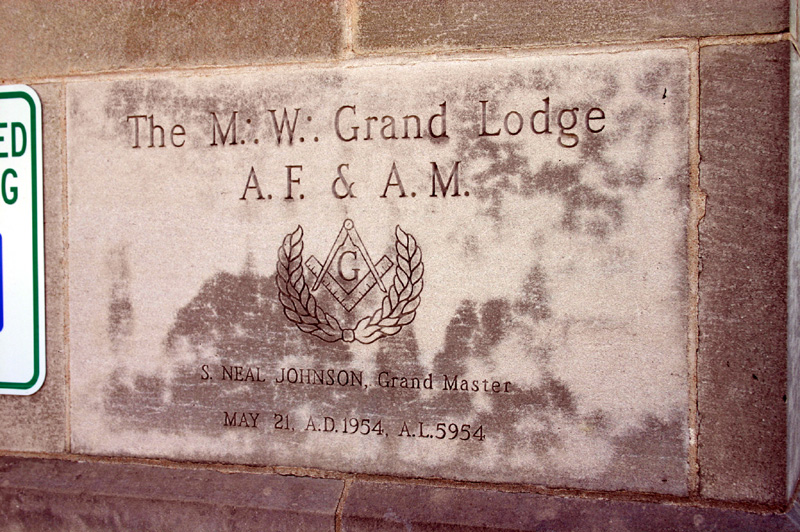 The M∴W∴ Grand Lodge
A.F. & A.M.
G
S. NEAL JOHNSON, Grand Master
MAY 21, A.D.1954, A.L.5954
ED
G